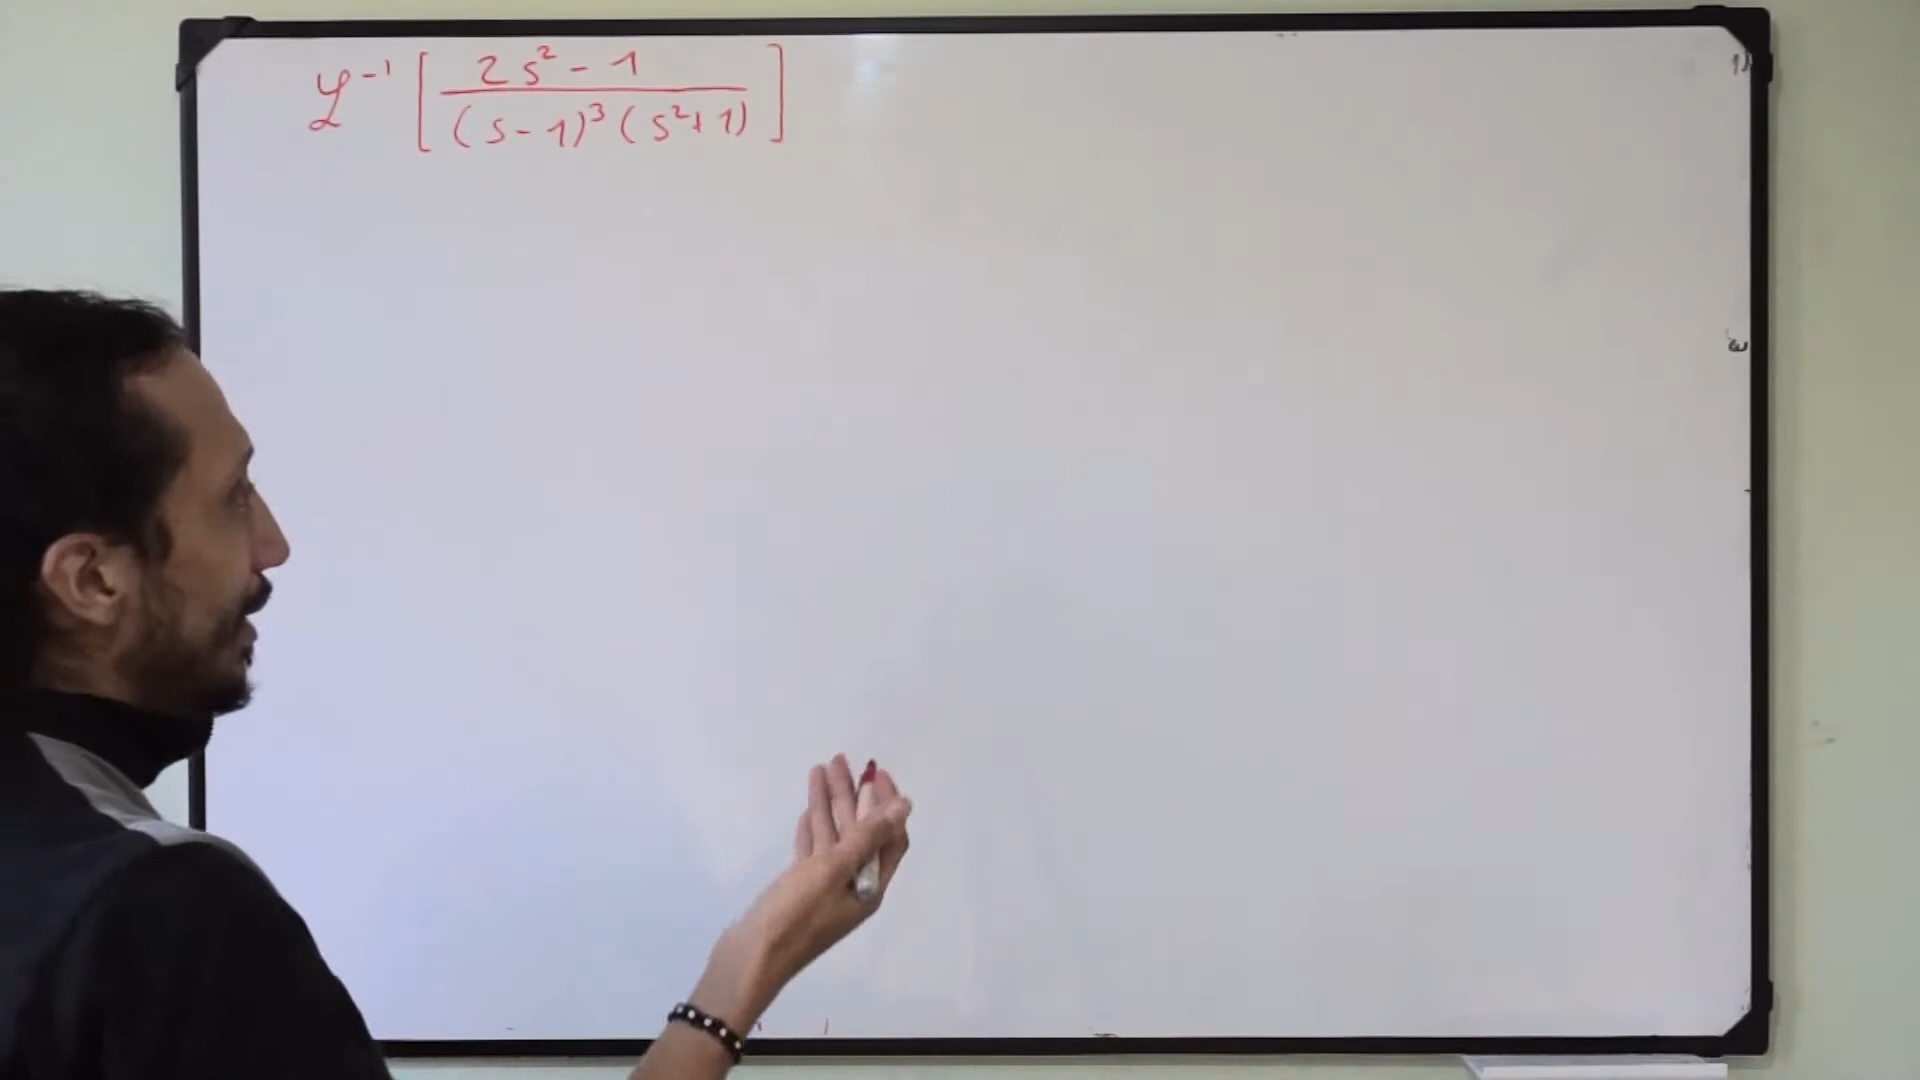 ℒ⁻¹ [ (2s² - 1) / ((s - 1)³ (s² + 1)) ]